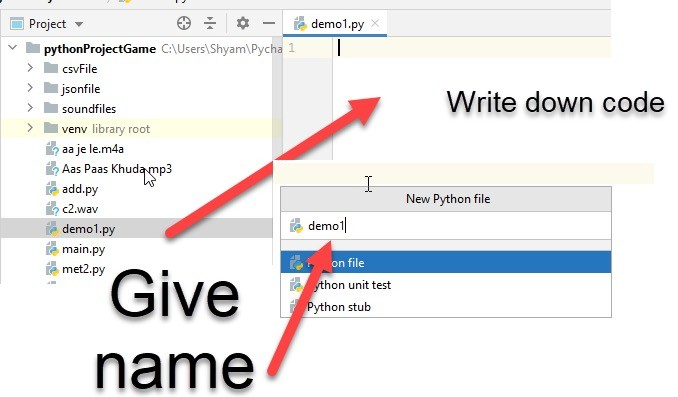 Project
demo1.py
pythonProjectGame C:\Users\Shyam\Pycha
1
csvFile
jsonfile
soundfiles
venv library root
aa je le.m4a
Aas Paas Khuda.mp3
add.py
c2.wav
demo1.py
main.py
met2.py
Write down code
New Python file
demo1
file
Python unit test
Python stub
Give
name